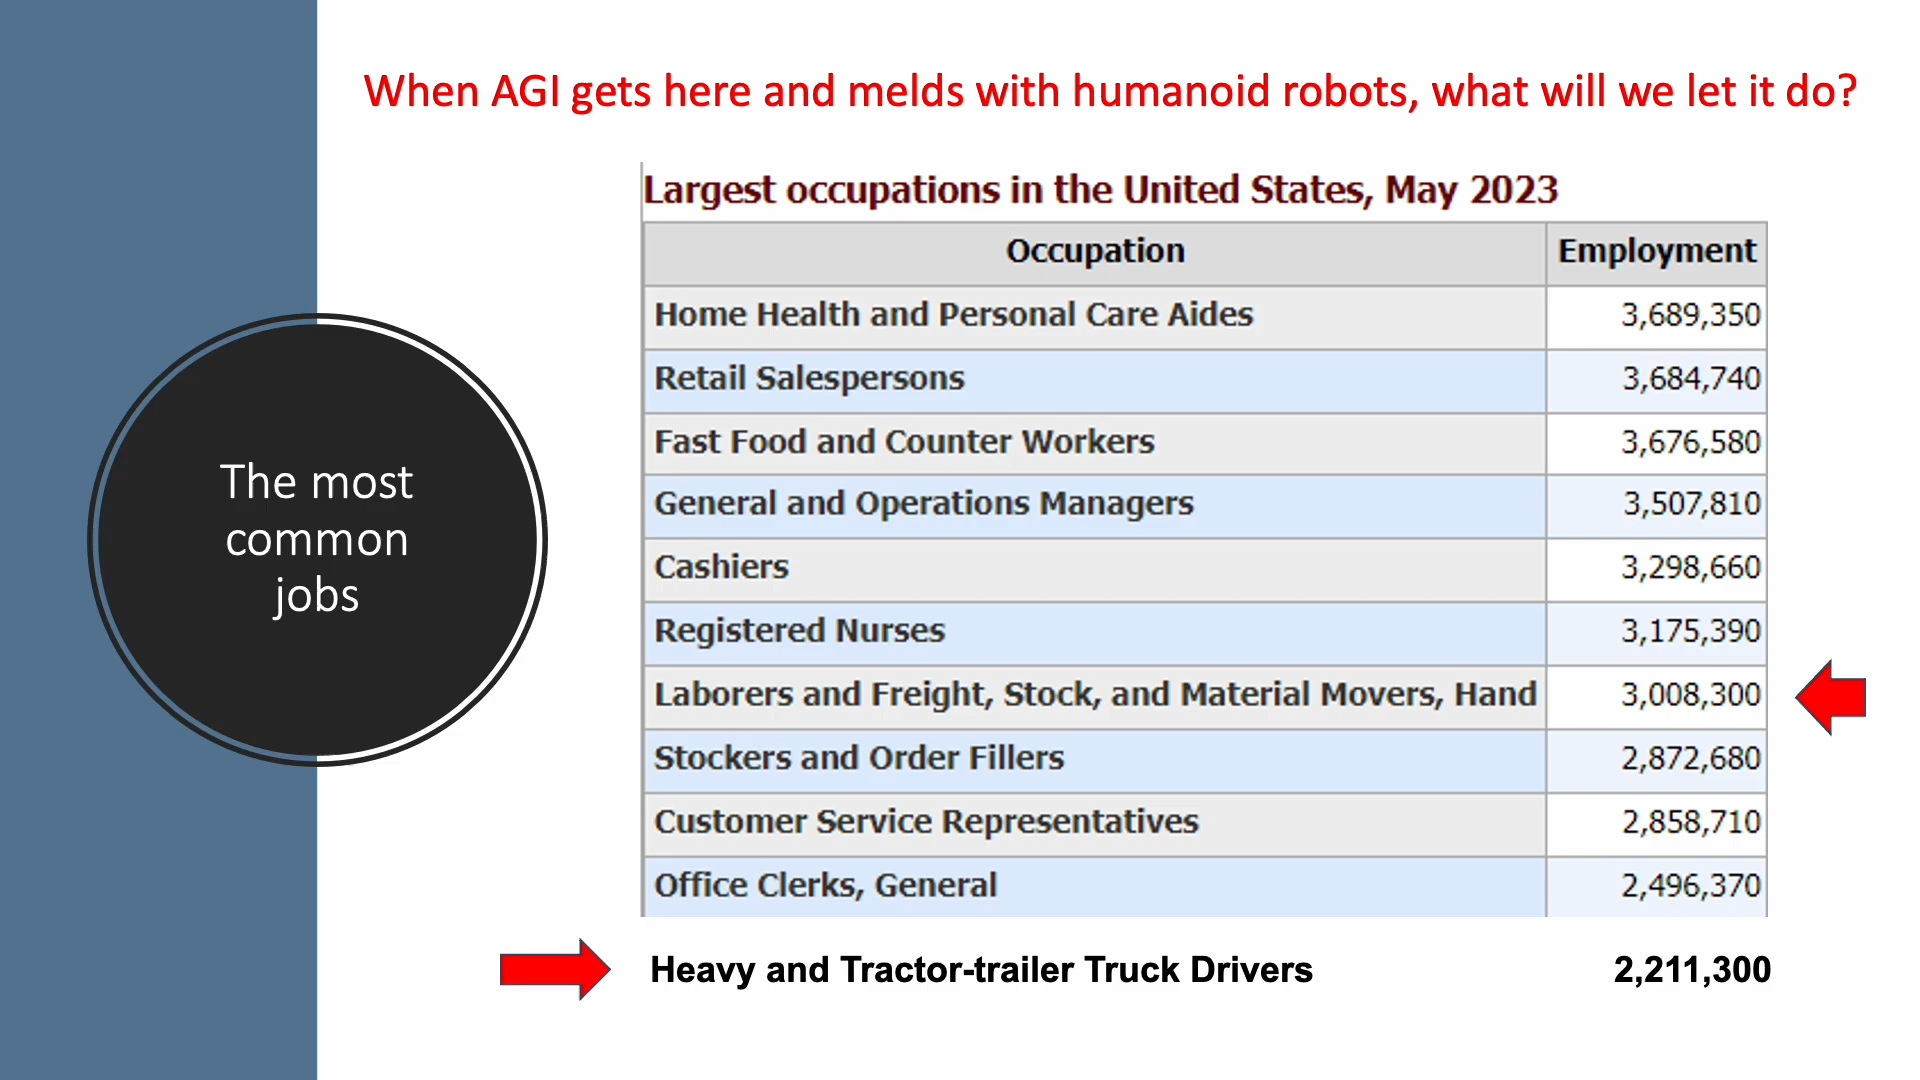 When AGI gets here and melds with humanoid robots, what will we let it do?
The most
common
jobs
Largest occupations in the United States, May 2023
Occupation Employment
Home Health and Personal Care Aides 3,689,350
Retail Salespersons 3,684,740
Fast Food and Counter Workers 3,676,580
General and Operations Managers 3,507,810
Cashiers 3,298,660
Registered Nurses 3,175,390
Laborers and Freight, Stock, and Material Movers, Hand 3,008,300
Stockers and Order Fillers 2,872,680
Customer Service Representatives 2,858,710
Office Clerks, General 2,496,370
Heavy and Tractor-trailer Truck Drivers 2,211,300